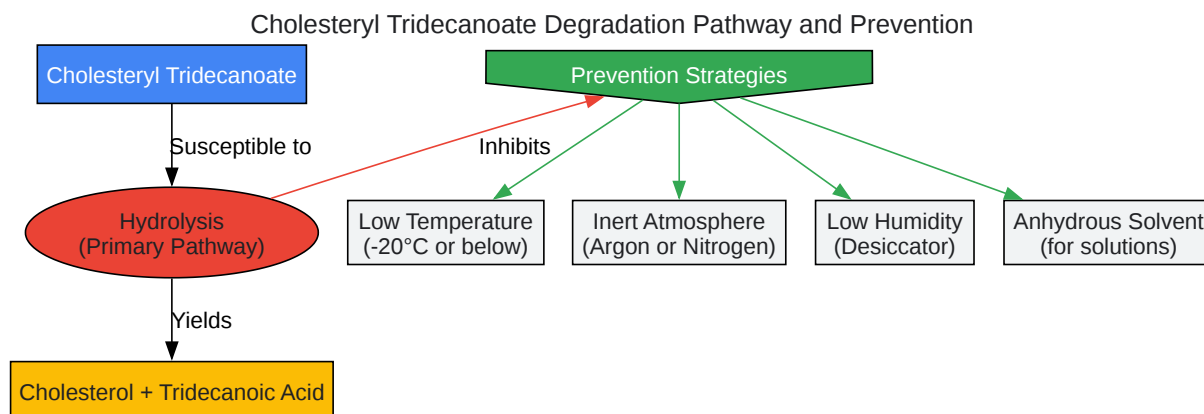 Cholesteryl Tridecanoate Degradation Pathway and Prevention
Cholesteryl Tridecanoate
Prevention Strategies
Susceptible to
Inhibits
Hydrolysis
(Primary Pathway)
Low Temperature
(-20°C or below)
Inert Atmosphere
(Argon or Nitrogen)
Low Humidity
(Desiccator)
Anhydrous Solvent
(for solutions)
Yields
Cholesterol + Tridecanoic Acid